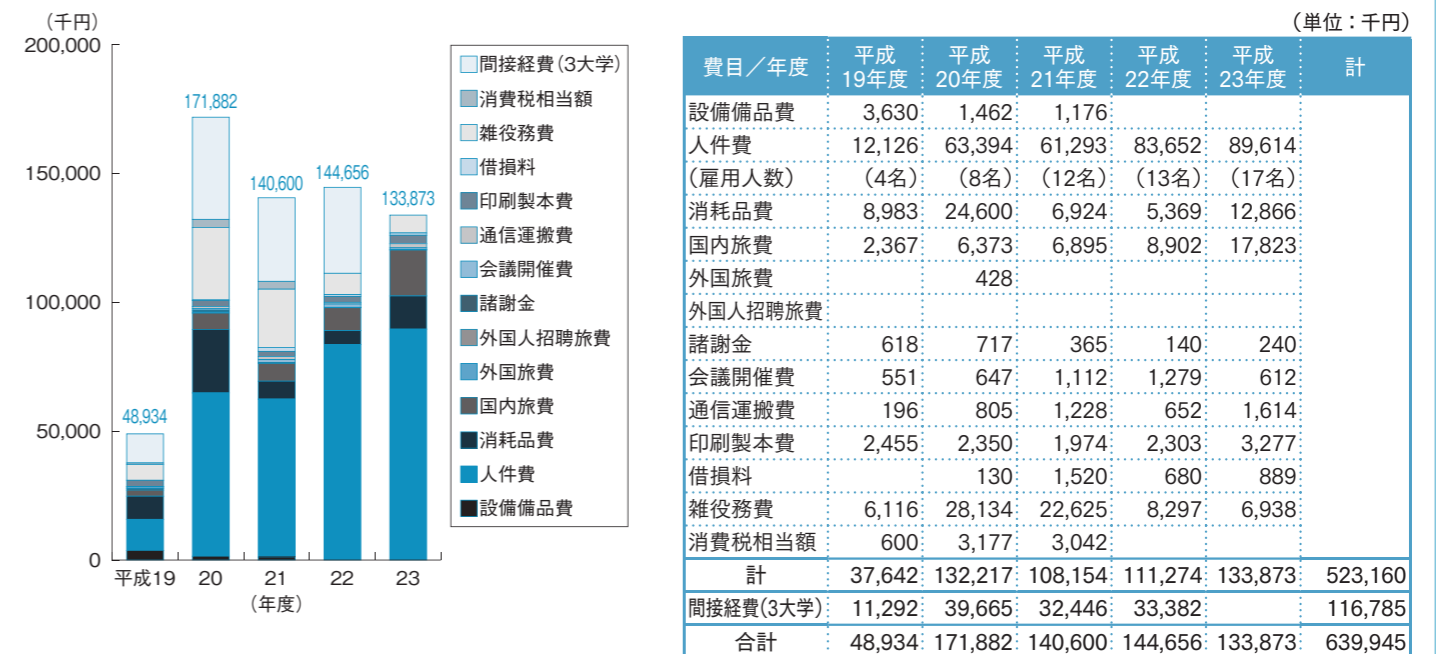 （千円）
200,000
150,000
100,000
50,000
0
48,934
171,882
140,600
144,656
133,873
平成19 20 21 22 23
（年度）
間接経費（3大学）
消費税相当額
雑役務費
借損料
印刷製本費
通信運搬費
会議開催費
諸謝金
外国人招聘旅費
外国旅費
国内旅費
消耗品費
人件費
設備備品費
（単位：千円）
費目／年度 平成19年度 平成20年度 平成21年度 平成22年度 平成23年度 計
設備備品費 3,630 1,462 1,176
人件費 12,126 63,394 61,293 83,652 89,614
（雇用人数） （4名） （8名） （12名） （13名） （17名）
消耗品費 8,983 24,600 6,924 5,369 12,866
国内旅費 2,367 6,373 6,895 8,902 17,823
外国旅費 428
外国人招聘旅費
諸謝金 618 717 365 140 240
会議開催費 551 647 1,112 1,279 612
通信運搬費 196 805 1,228 652 1,614
印刷製本費 2,455 2,350 1,974 2,303 3,277
借損料 130 1,520 680 889
雑役務費 6,116 28,134 22,625 8,297 6,938
消費税相当額 600 3,177 3,042
計 37,642 132,217 108,154 111,274 133,873 523,160
間接経費（3大学） 11,292 39,665 32,446 33,382 116,785
合計 48,934 171,882 140,600 144,656 133,873 639,945